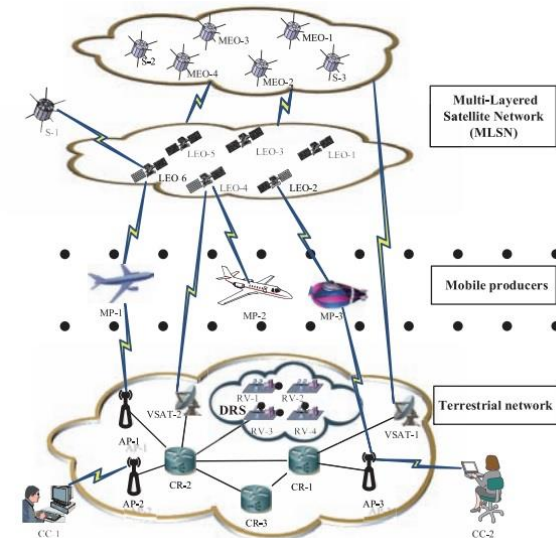 MEO-3
MEO-1
S-2
MEO-4
MEO-2
S-3
S-1
LEO-5
LEO-3
LEO-1
LEO 6
LEO-4
LEO-2
Multi-Layered
Satellite Network
(MLSN)
MP-1
MP-2
MP-3
Mobile producers
RV-1
RV-2
DRS
RV-3
RV-4
VSAT-2
VSAT-1
Terrestrial network
AP-1
AP-1
CR-2
CR-1
AP-2
AP-3
CR-3
CC-1
CC-2